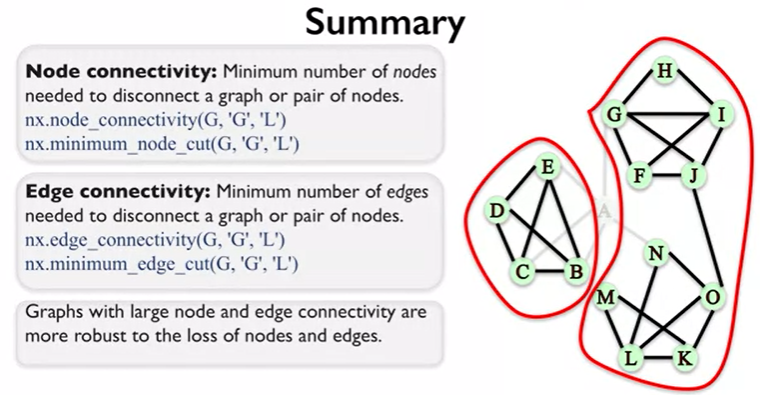 Summary
Node connectivity: Minimum number of nodes
needed to disconnect a graph or pair of nodes.
nx.node_connectivity(G, 'G', 'L')
nx.minimum_node_cut(G, 'G', 'L')
Edge connectivity: Minimum number of edges
needed to disconnect a graph or pair of nodes.
nx.edge_connectivity(G, 'G', 'L')
nx.minimum_edge_cut(G, 'G', 'L')
Graphs with large node and edge connectivity are
more robust to the loss of nodes and edges.
H
G I
F J
E
D A
C B
N
M O
L K